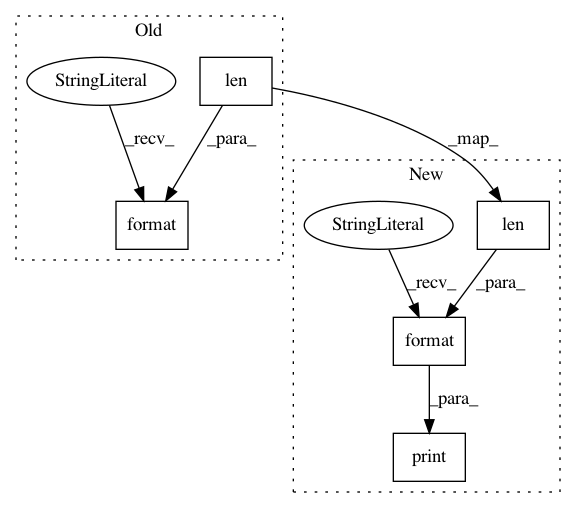 Old
StringLiteral
len
_recv_
_para_
_map_
format
New
StringLiteral
len
_recv_
_para_
format
_para_
print